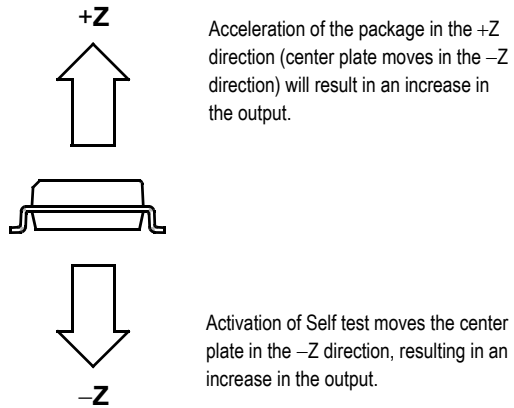 +Z
Acceleration of the package in the +Z
direction (center plate moves in the −Z
direction) will result in an increase in
the output.
Activation of Self test moves the center
plate in the −Z direction, resulting in an
increase in the output.
−Z